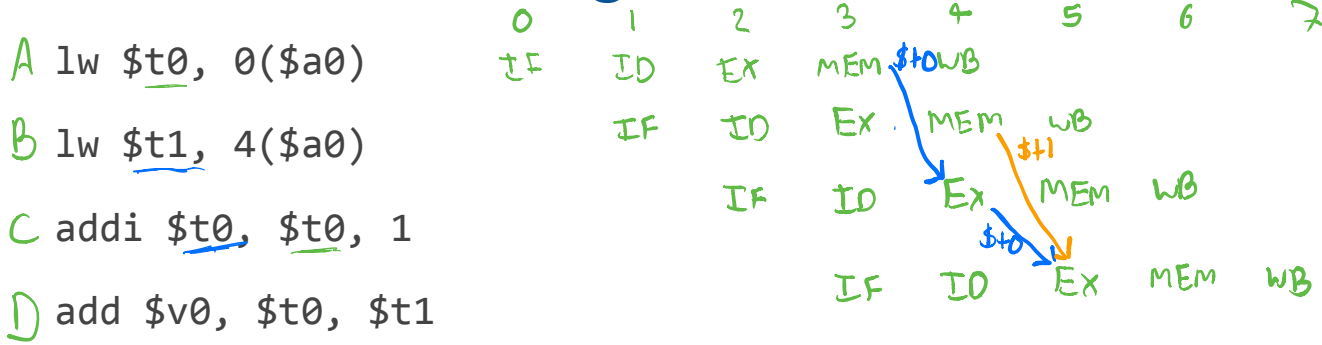 0 1 2 3 4 5 6 7
A lw $t0, 0($a0) IF ID EX MEM $t0 WB
B lw $t1, 4($a0) IF ID EX MEM WB
$t1
C addi $t0, $t0, 1 IF ID EX MEM WB
$t0
D add $v0, $t0, $t1 IF ID EX MEM WB